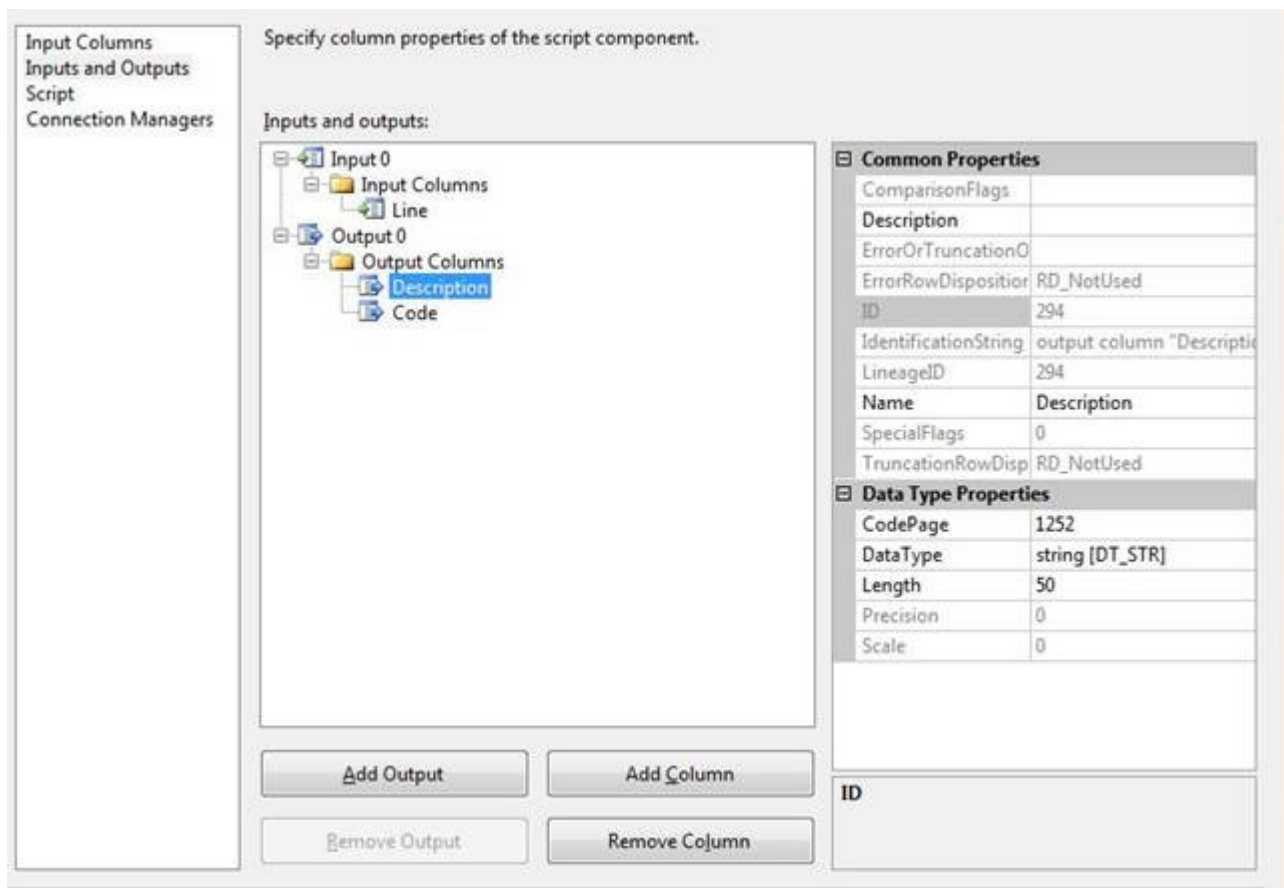 Input Columns
Inputs and Outputs
Script
Connection Managers
Specify column properties of the script component.
Inputs and outputs:
Input 0
Input Columns
Line
Output 0
Output Columns
Description
Code
Add Output
Add Column
Remove Output
Remove Column
Common Properties
ComparisonFlags
Description
ErrorOrTruncationO
ErrorRowDisposition RD_NotUsed
ID 294
IdentificationString output column "Descriptio
LineageID 294
Name Description
SpecialFlags 0
TruncationRowDisp RD_NotUsed
Data Type Properties
CodePage 1252
DataType string [DT_STR]
Length 50
Precision 0
Scale 0
ID